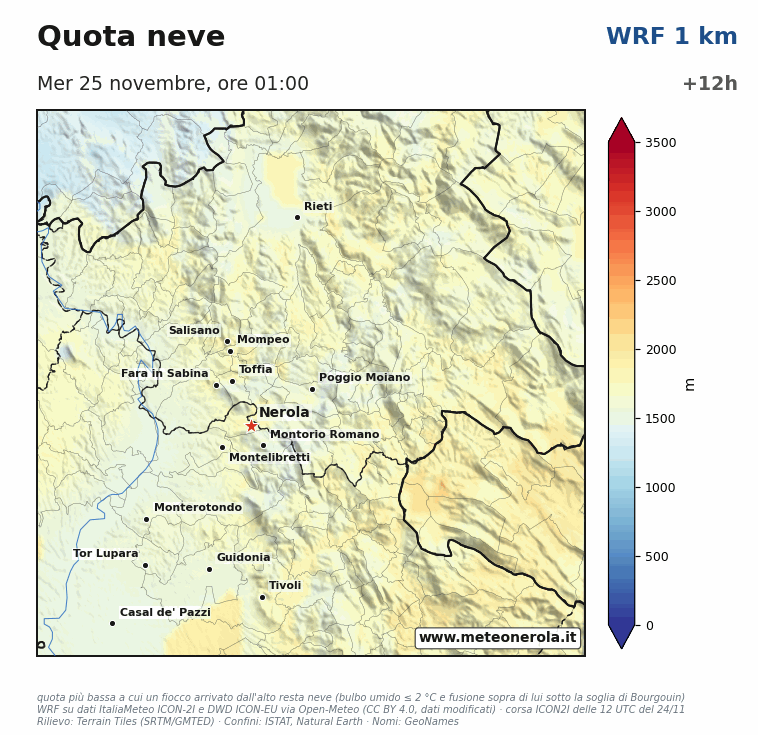 Quota neve
WRF 1 km
Mer 25 novembre, ore 01:00
+12h
Rieti
Salisano
Mompeo
Toffia
Fara in Sabina
Poggio Moiano
Nerola
Montorio Romano
Montelibretti
Monterotondo
Tor Lupara
Guidonia
Tivoli
Casal de' Pazzi
www.meteonerola.it
3500
3000
2500
2000
1500
1000
500
0
m
quota più bassa a cui un fiocco arrivato dall'alto resta neve (bulbo umido ≤ 2 °C e fusione sopra di lui sotto la soglia di Bourgouin)
WRF su dati ItaliaMeteo ICON-2I e DWD ICON-EU via Open-Meteo (CC BY 4.0, dati modificati) · corsa ICON2I delle 12 UTC del 24/11
Rilievo: Terrain Tiles (SRTM/GMTED) · Confini: ISTAT, Natural Earth · Nomi: GeoNames